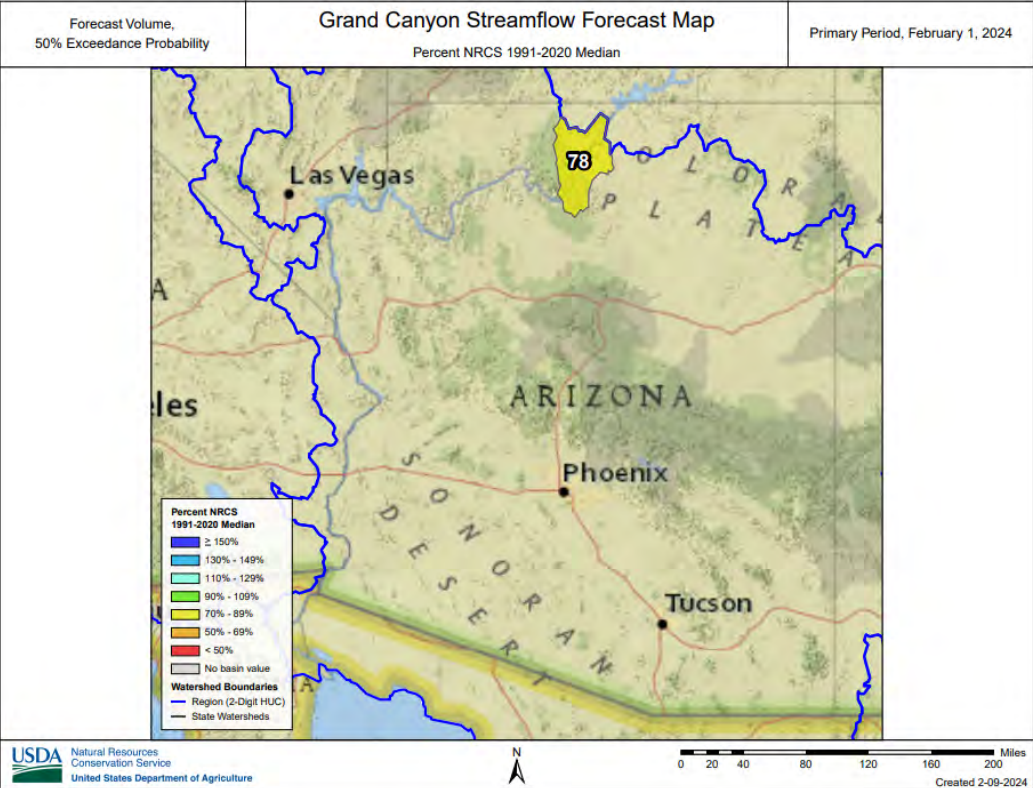 Forecast Volume,
50% Exceedance Probability
Grand Canyon Streamflow Forecast Map
Percent NRCS 1991-2020 Median
Primary Period, February 1, 2024
78
Las Vegas
O L O R A
P L A T E A
A
ARIZONA
les
Phoenix
SONORAN
DESERT
Tucson
Percent NRCS
1991-2020 Median
≥ 150%
130% - 149%
110% - 129%
90% - 109%
70% - 89%
50% - 69%
< 50%
No basin value
Watershed Boundaries
Region (2-Digit HUC)
State Watersheds
USDA
Natural Resources
Conservation Service
United States Department of Agriculture
N
Miles
0 20 40 80 120 160 200
Created 2-09-2024